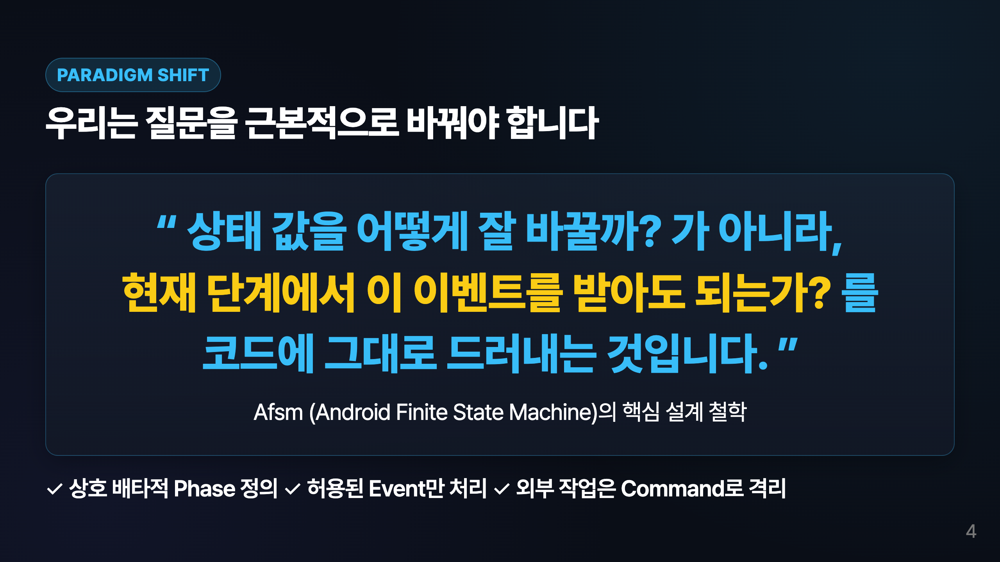 PARADIGM SHIFT
우리는 질문을 근본적으로 바꿔야 합니다
“ 상태 값을 어떻게 잘 바꿀까? 가 아니라,
현재 단계에서 이 이벤트를 받아도 되는가? 를
코드에 그대로 드러내는 것입니다. ”
Afsm (Android Finite State Machine)의 핵심 설계 철학
✓ 상호 배타적 Phase 정의 ✓ 허용된 Event만 처리 ✓ 외부 작업은 Command로 격리
4